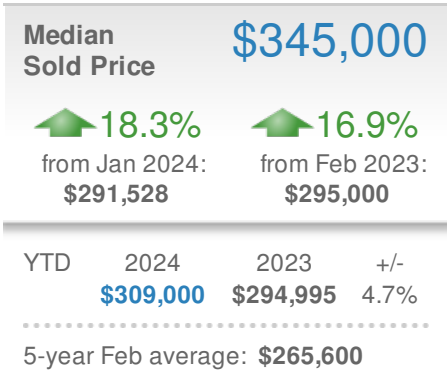 Median
Sold Price
$345,000
18.3%
from Jan 2024:
$291,528
16.9%
from Feb 2023:
$295,000
YTD 2024 2023 +/-
$309,000 $294,995 4.7%
5-year Feb average: $265,600